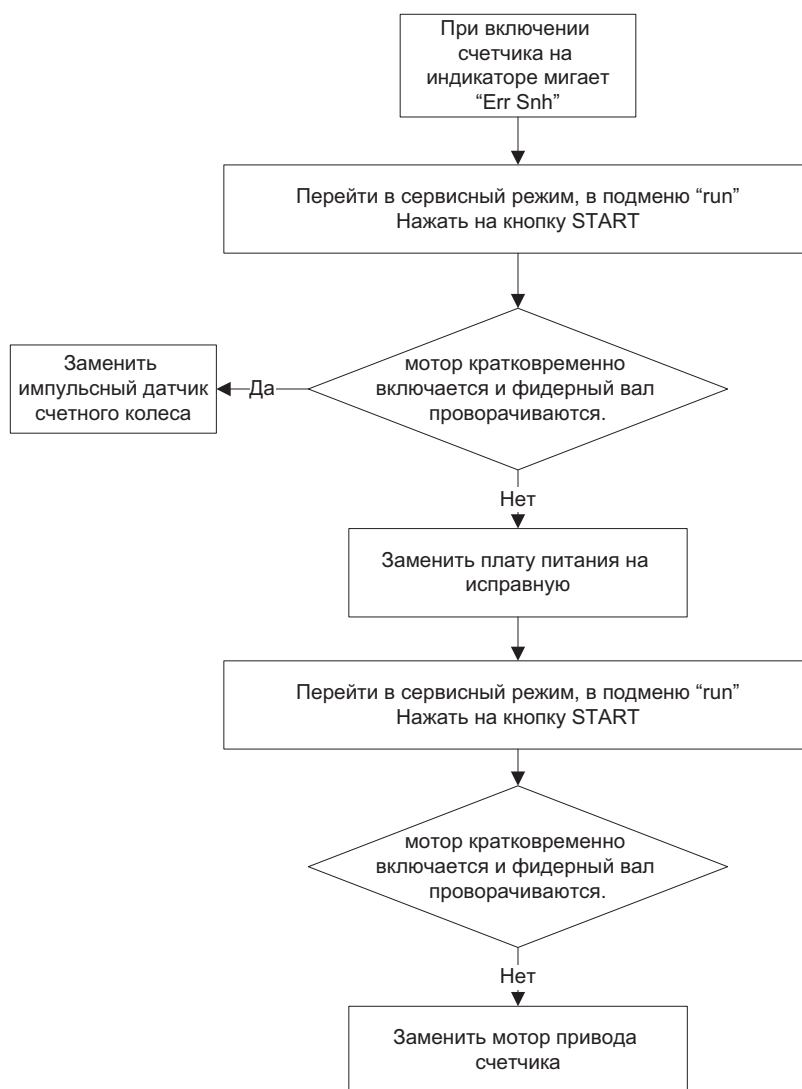 При включении
счетчика на
индикаторе мигает
“Err Snh”
Перейти в сервисный режим, в подменю “run”
Нажать на кнопку START
мотор кратковременно
включается и фидерный вал
проворачиваются.
Да
Заменить
импульсный датчик
счетного колеса
Нет
Заменить плату питания на
исправную
Перейти в сервисный режим, в подменю “run”
Нажать на кнопку START
мотор кратковременно
включается и фидерный вал
проворачиваются.
Нет
Заменить мотор привода
счетчика